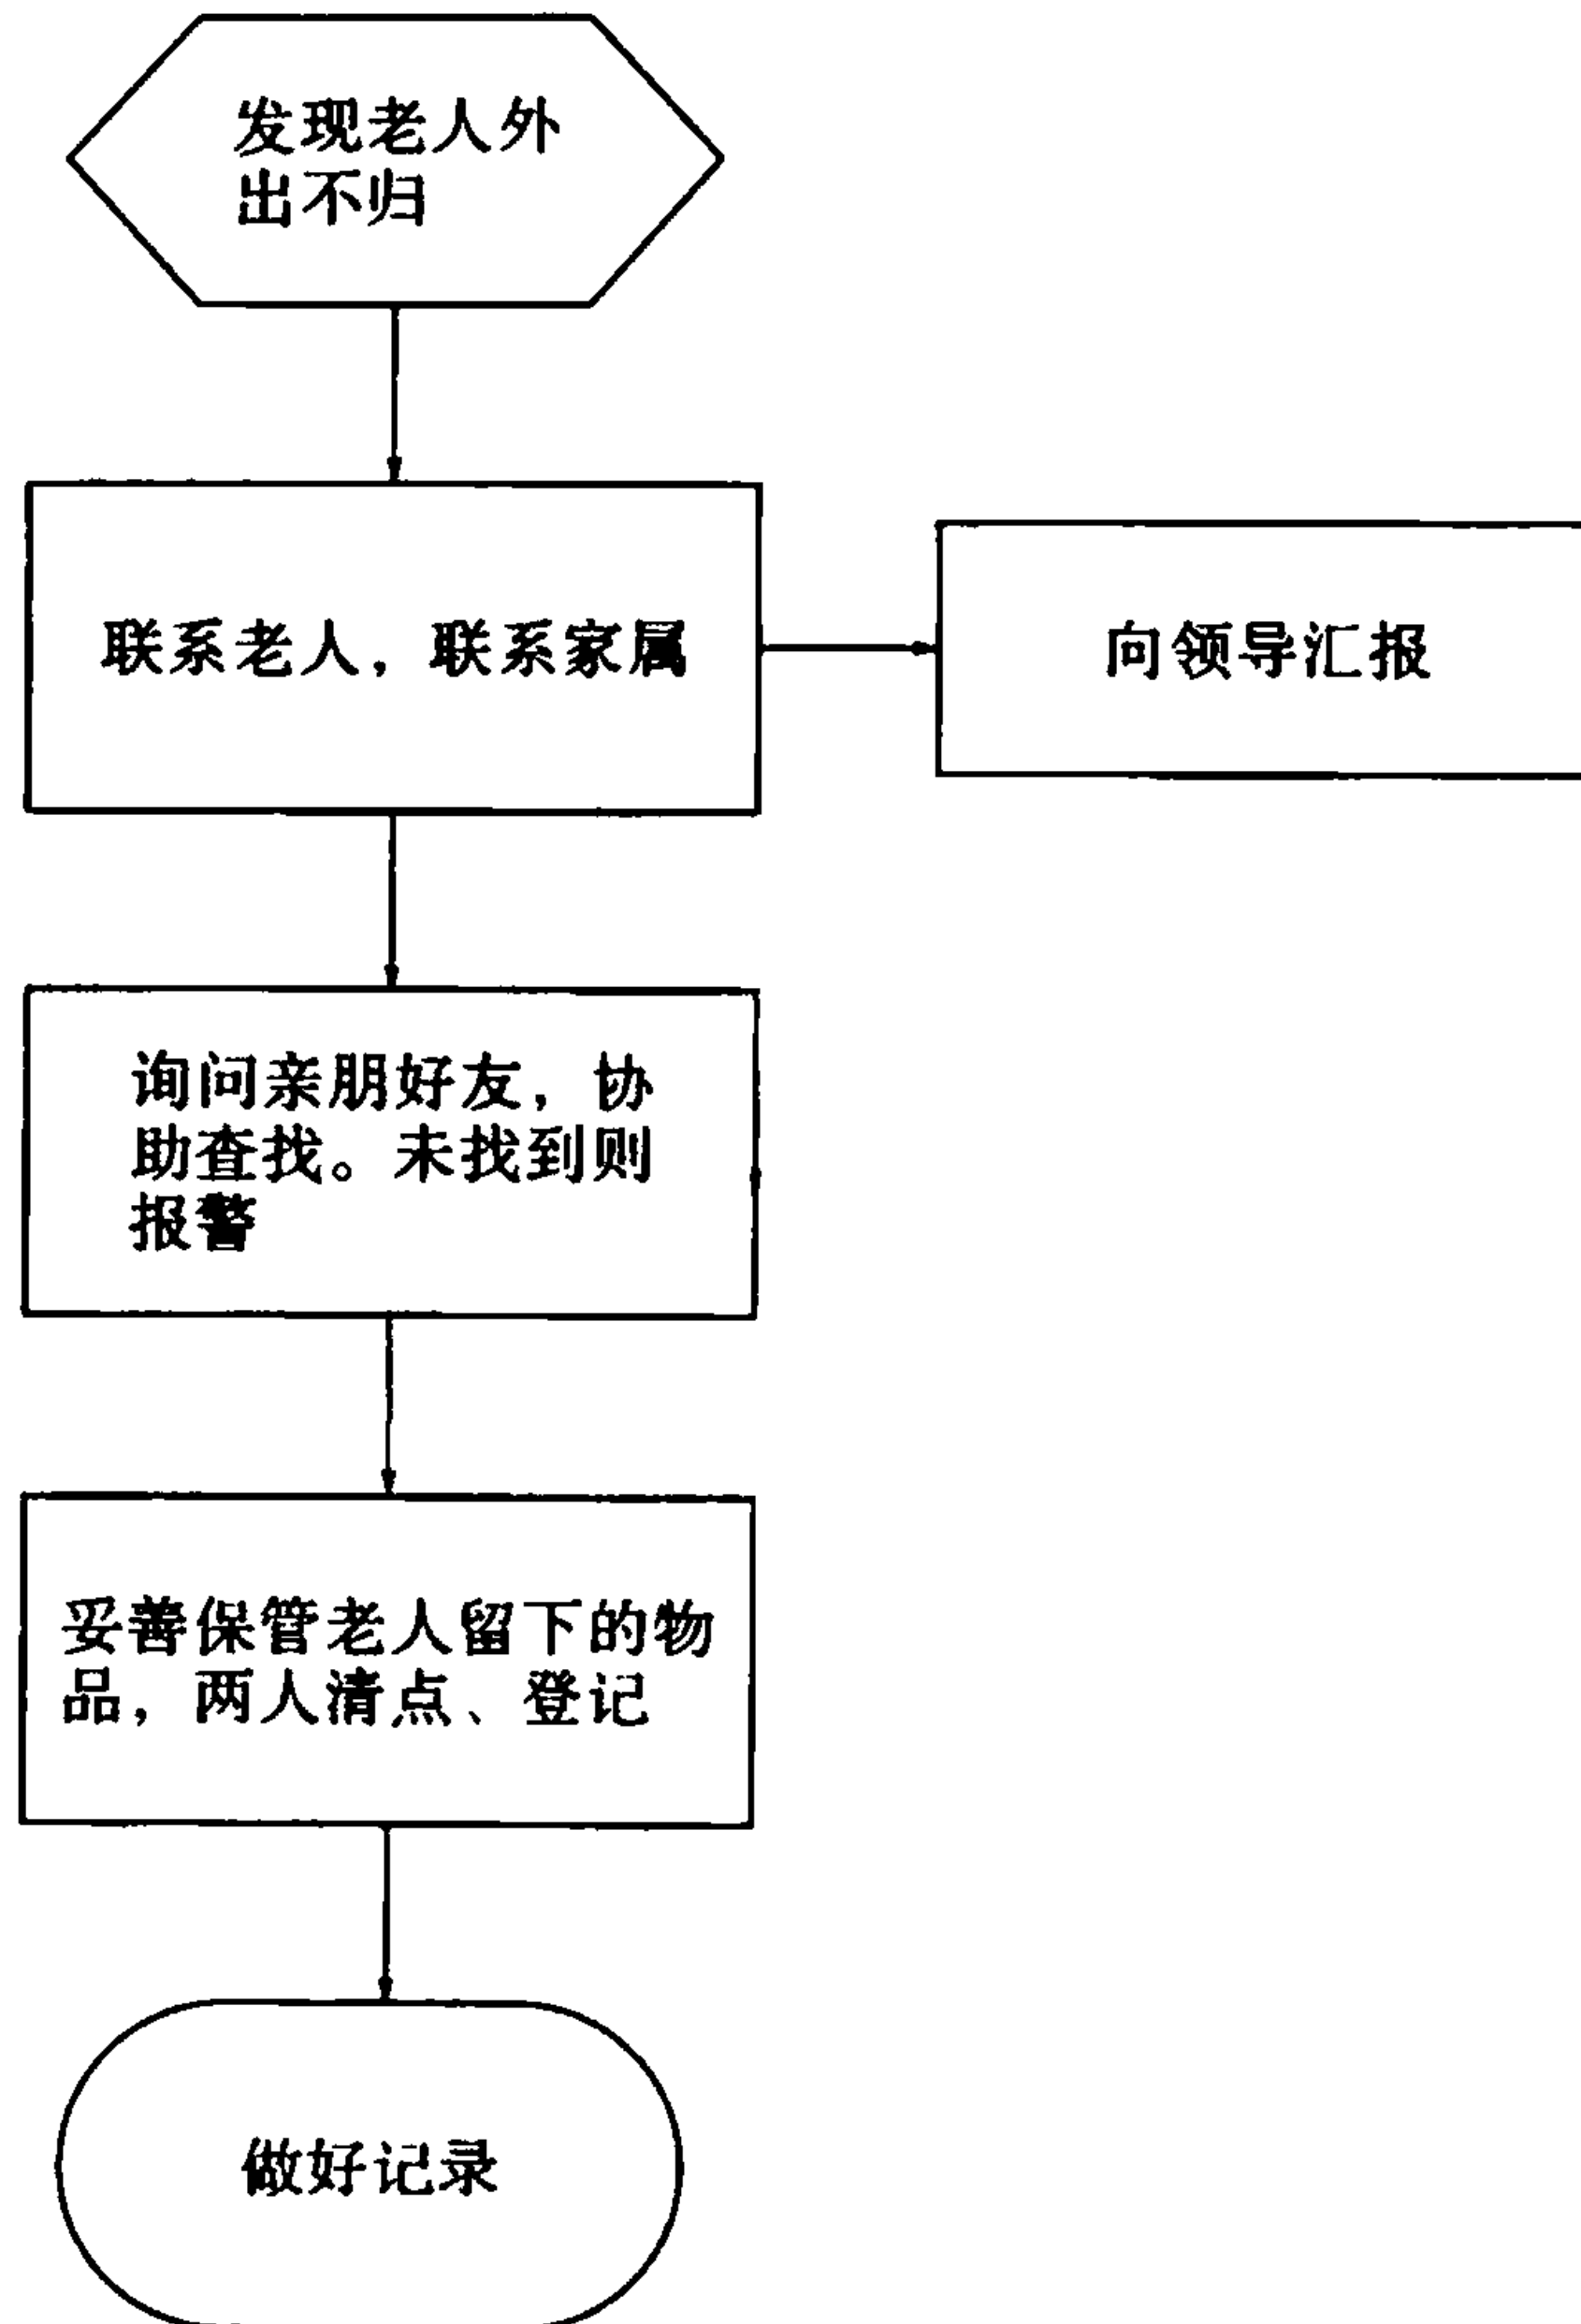 发现老人外
出不归
联系老人，联系家属
向领导汇报
询问亲朋好友，协
助查找。未找到则
报警
妥善保管老人留下的物
品，两人清点、登记
做好记录